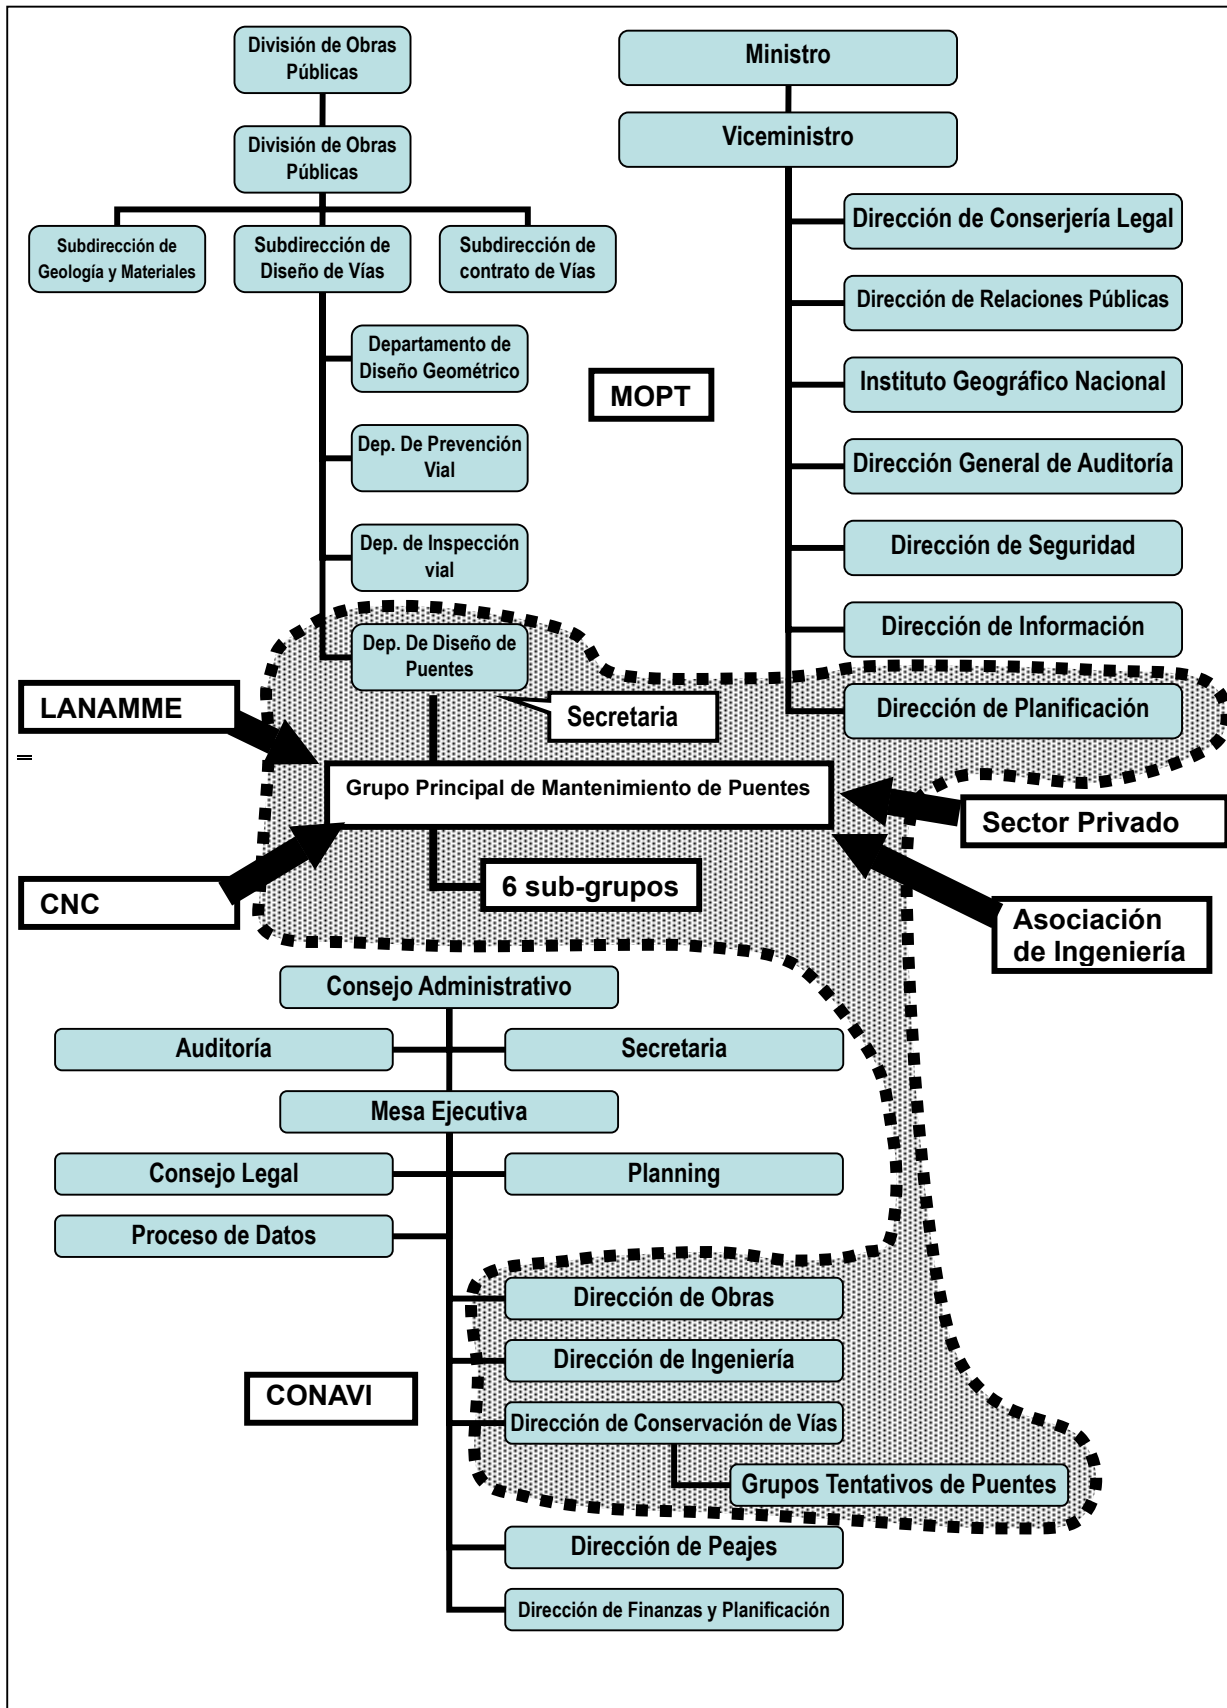 División de Obras
Públicas
División de Obras
Públicas
Subdirección de
Geología y Materiales
Subdirección de
Diseño de Vías
Subdirección de
contrato de Vías
Departamento de
Diseño Geométrico
Dep. De Prevención
Vial
Dep. de Inspección
vial
Dep. De Diseño de
Puentes
Secretaria
Ministro
Viceministro
Dirección de Conserjería Legal
Dirección de Relaciones Públicas
Instituto Geográfico Nacional
Dirección General de Auditoría
Dirección de Seguridad
Dirección de Información
Dirección de Planificación
MOPT
LANAMME
=
Grupo Principal de Mantenimiento de Puentes
Sector Privado
CNC
6 sub-grupos
Asociación
de Ingeniería
Consejo Administrativo
Auditoría
Secretaria
Mesa Ejecutiva
Consejo Legal
Planning
Proceso de Datos
Dirección de Obras
Dirección de Ingeniería
CONAVI
Dirección de Conservación de Vías
Grupos Tentativos de Puentes
Dirección de Peajes
Dirección de Finanzas y Planificación